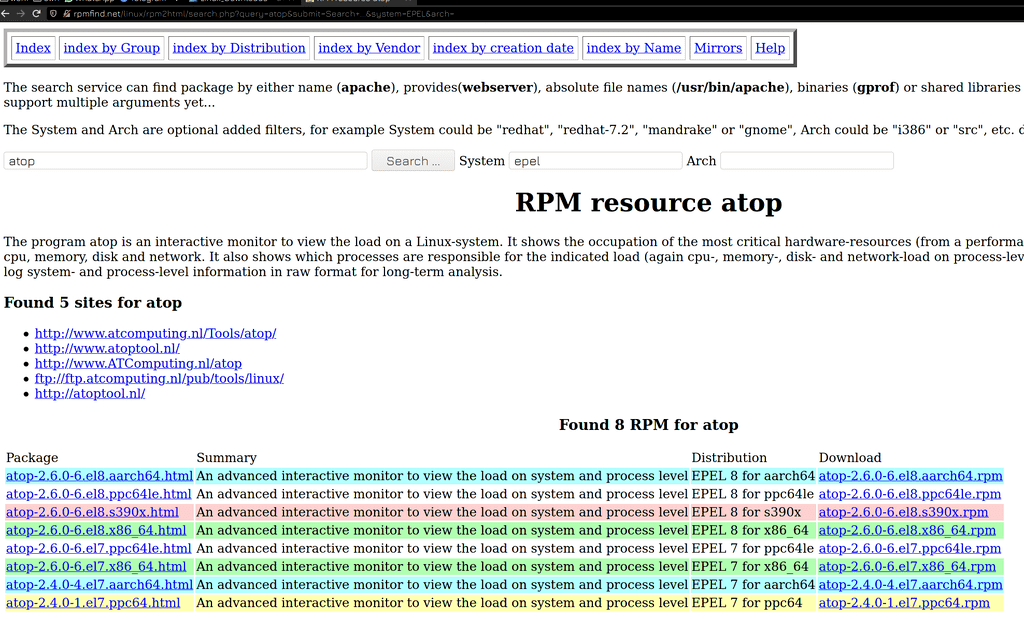 rpmfind.net/linux/rpm2html/search.php?query=atop&submit=Search+...&system=EPEL&arch=
Index index by Group index by Distribution index by Vendor index by creation date index by Name Mirrors Help
The search service can find package by either name (apache), provides(webserver), absolute file names (/usr/bin/apache), binaries (gprof) or shared libraries
support multiple arguments yet...
The System and Arch are optional added filters, for example System could be "redhat", "redhat-7.2", "mandrake" or "gnome", Arch could be "i386" or "src", etc. d
atop Search ... System epel Arch
RPM resource atop
The program atop is an interactive monitor to view the load on a Linux-system. It shows the occupation of the most critical hardware-resources (from a performa
cpu, memory, disk and network. It also shows which processes are responsible for the indicated load (again cpu-, memory-, disk- and network-load on process-lev
log system- and process-level information in raw format for long-term analysis.
Found 5 sites for atop
http://www.atcomputing.nl/Tools/atop/
http://www.atoptool.nl/
http://www.ATComputing.nl/atop
ftp://ftp.atcomputing.nl/pub/tools/linux/
http://atoptool.nl/
Found 8 RPM for atop
Package Summary Distribution Download
atop-2.6.0-6.el8.aarch64.html An advanced interactive monitor to view the load on system and process level EPEL 8 for aarch64 atop-2.6.0-6.el8.aarch64.rpm
atop-2.6.0-6.el8.ppc64le.html An advanced interactive monitor to view the load on system and process level EPEL 8 for ppc64le atop-2.6.0-6.el8.ppc64le.rpm
atop-2.6.0-6.el8.s390x.html An advanced interactive monitor to view the load on system and process level EPEL 8 for s390x atop-2.6.0-6.el8.s390x.rpm
atop-2.6.0-6.el8.x86_64.html An advanced interactive monitor to view the load on system and process level EPEL 8 for x86_64 atop-2.6.0-6.el8.x86_64.rpm
atop-2.6.0-6.el7.ppc64le.html An advanced interactive monitor to view the load on system and process level EPEL 7 for ppc64le atop-2.6.0-6.el7.ppc64le.rpm
atop-2.6.0-6.el7.x86_64.html An advanced interactive monitor to view the load on system and process level EPEL 7 for x86_64 atop-2.6.0-6.el7.x86_64.rpm
atop-2.4.0-4.el7.aarch64.html An advanced interactive monitor to view the load on system and process level EPEL 7 for aarch64 atop-2.4.0-4.el7.aarch64.rpm
atop-2.4.0-1.el7.ppc64.html An advanced interactive monitor to view the load on system and process level EPEL 7 for ppc64 atop-2.4.0-1.el7.ppc64.rpm